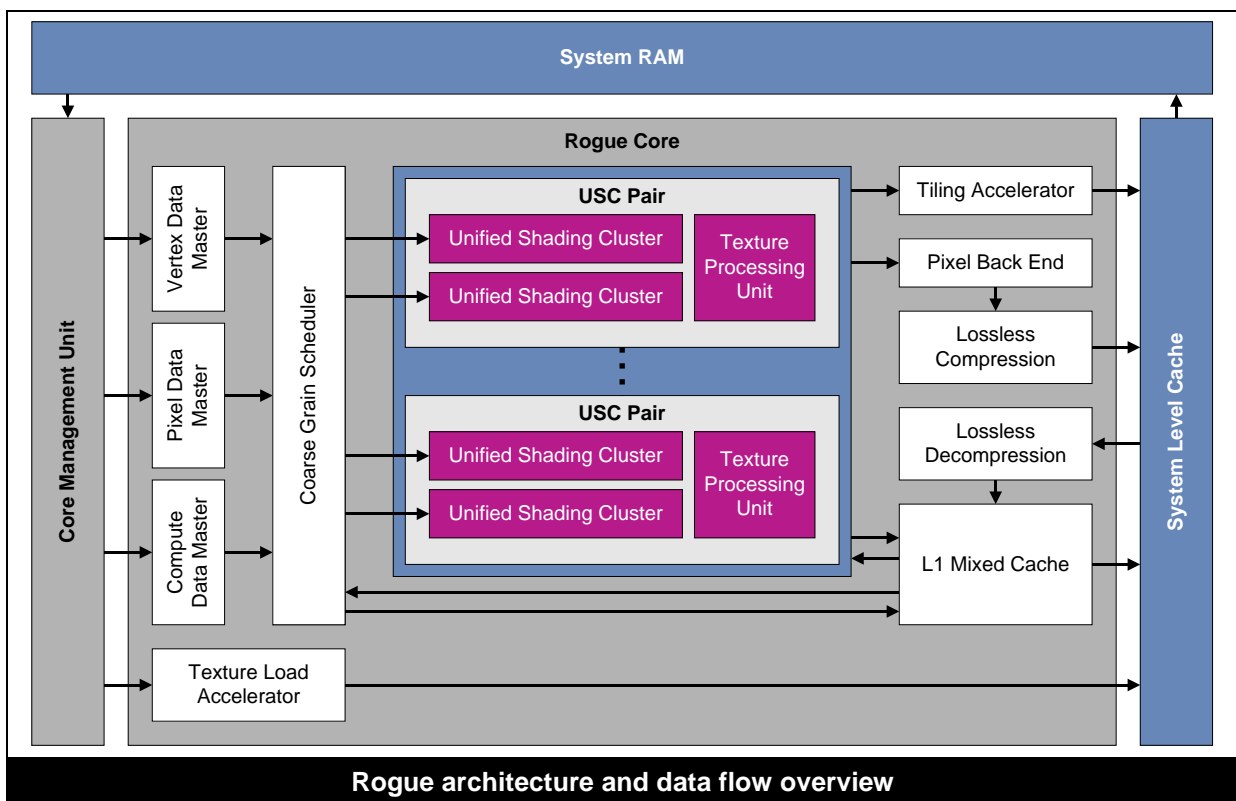 System RAM
Core Management Unit
Rogue Core
Vertex Data
Master
Pixel Data
Master
Compute
Data Master
Coarse Grain Scheduler
USC Pair
Unified Shading Cluster
Unified Shading Cluster
Texture
Processing
Unit
USC Pair
Unified Shading Cluster
Unified Shading Cluster
Texture
Processing
Unit
Tiling Accelerator
Pixel Back End
Lossless
Compression
Lossless
Decompression
L1 Mixed Cache
Texture Load
Accelerator
System Level Cache
Rogue architecture and data flow overview